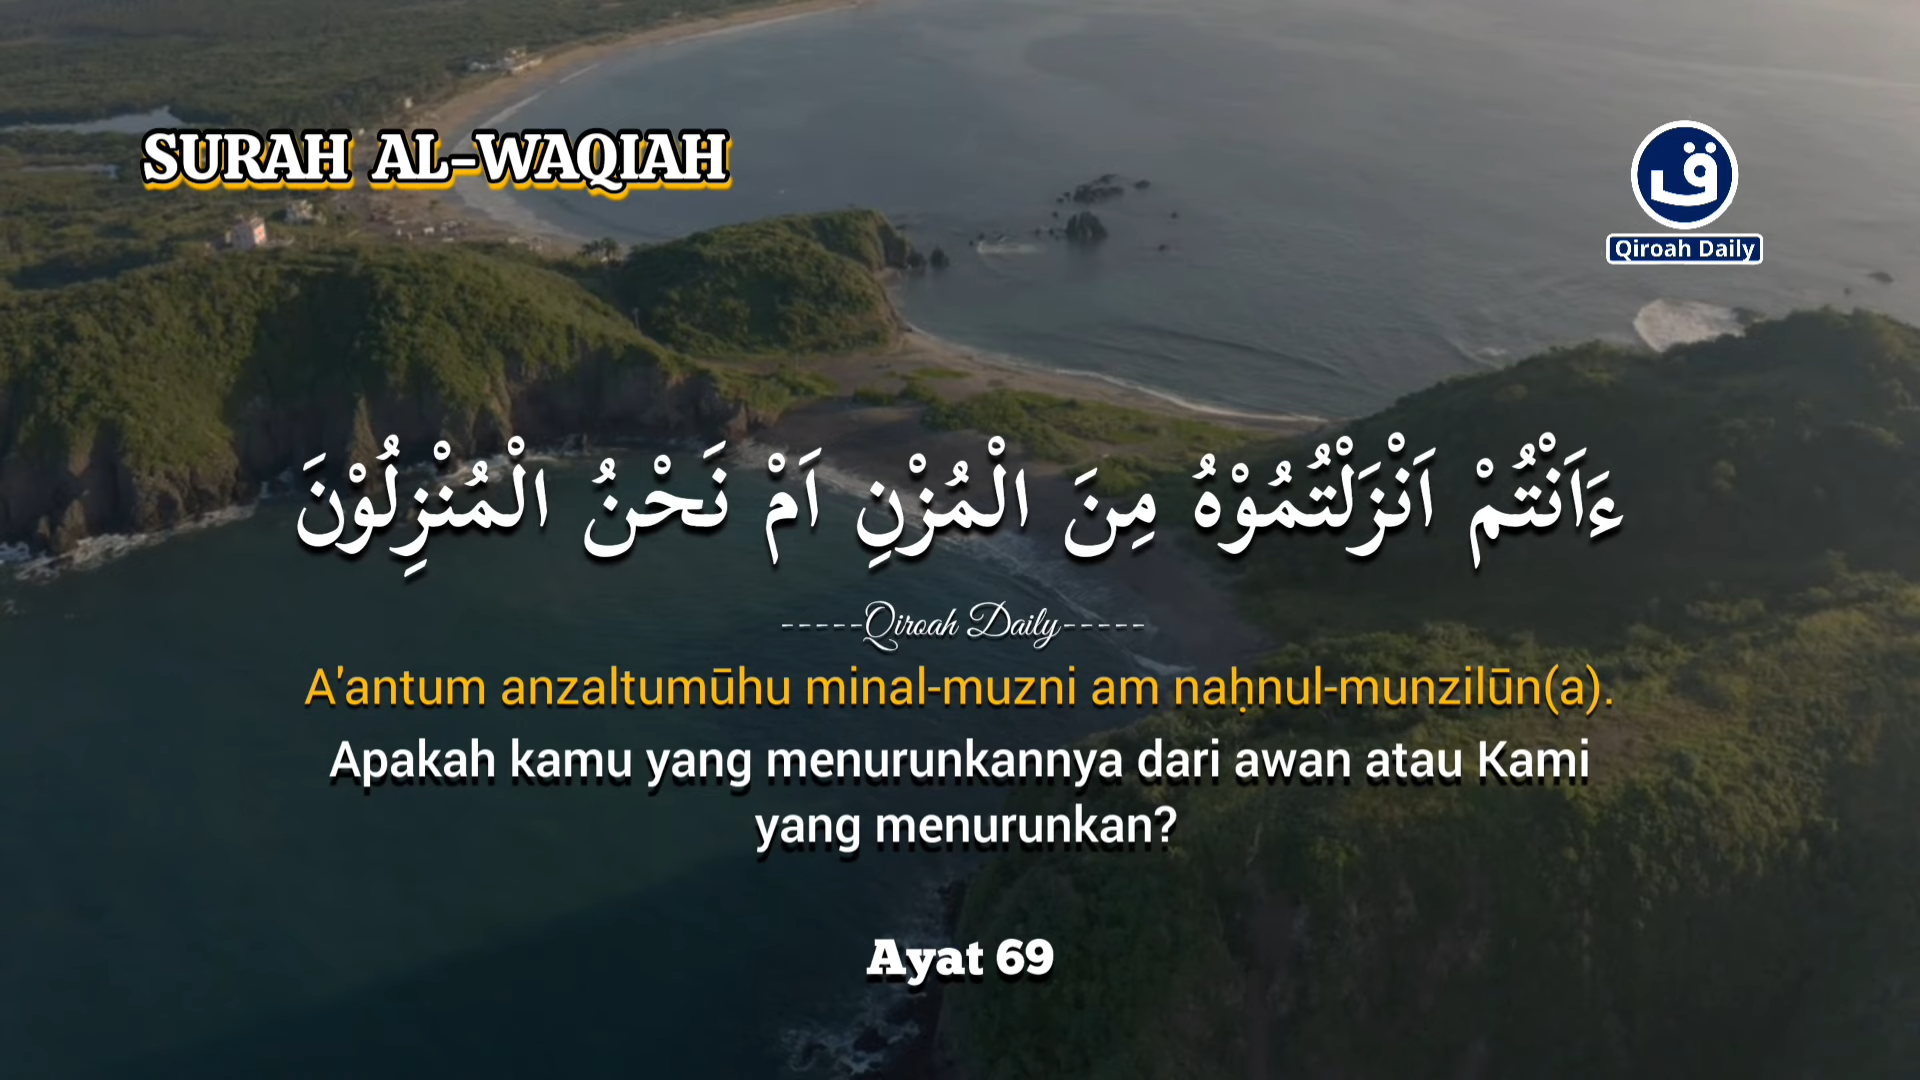 SURAH AL-WAQIAH
ق
Qiroah Daily
ءَاَنْتُمْ اَنْزَلْتُمُوْهُ مِنَ الْمُزْنِ اَمْ نَحْنُ الْمُنْزِلُوْنَ
-----Qiroah Daily-----
A'antum anzaltumūhu minal-muzni am naḥnul-munzilūn(a).
Apakah kamu yang menurunkannya dari awan atau Kami
yang menurunkan?
Ayat 69